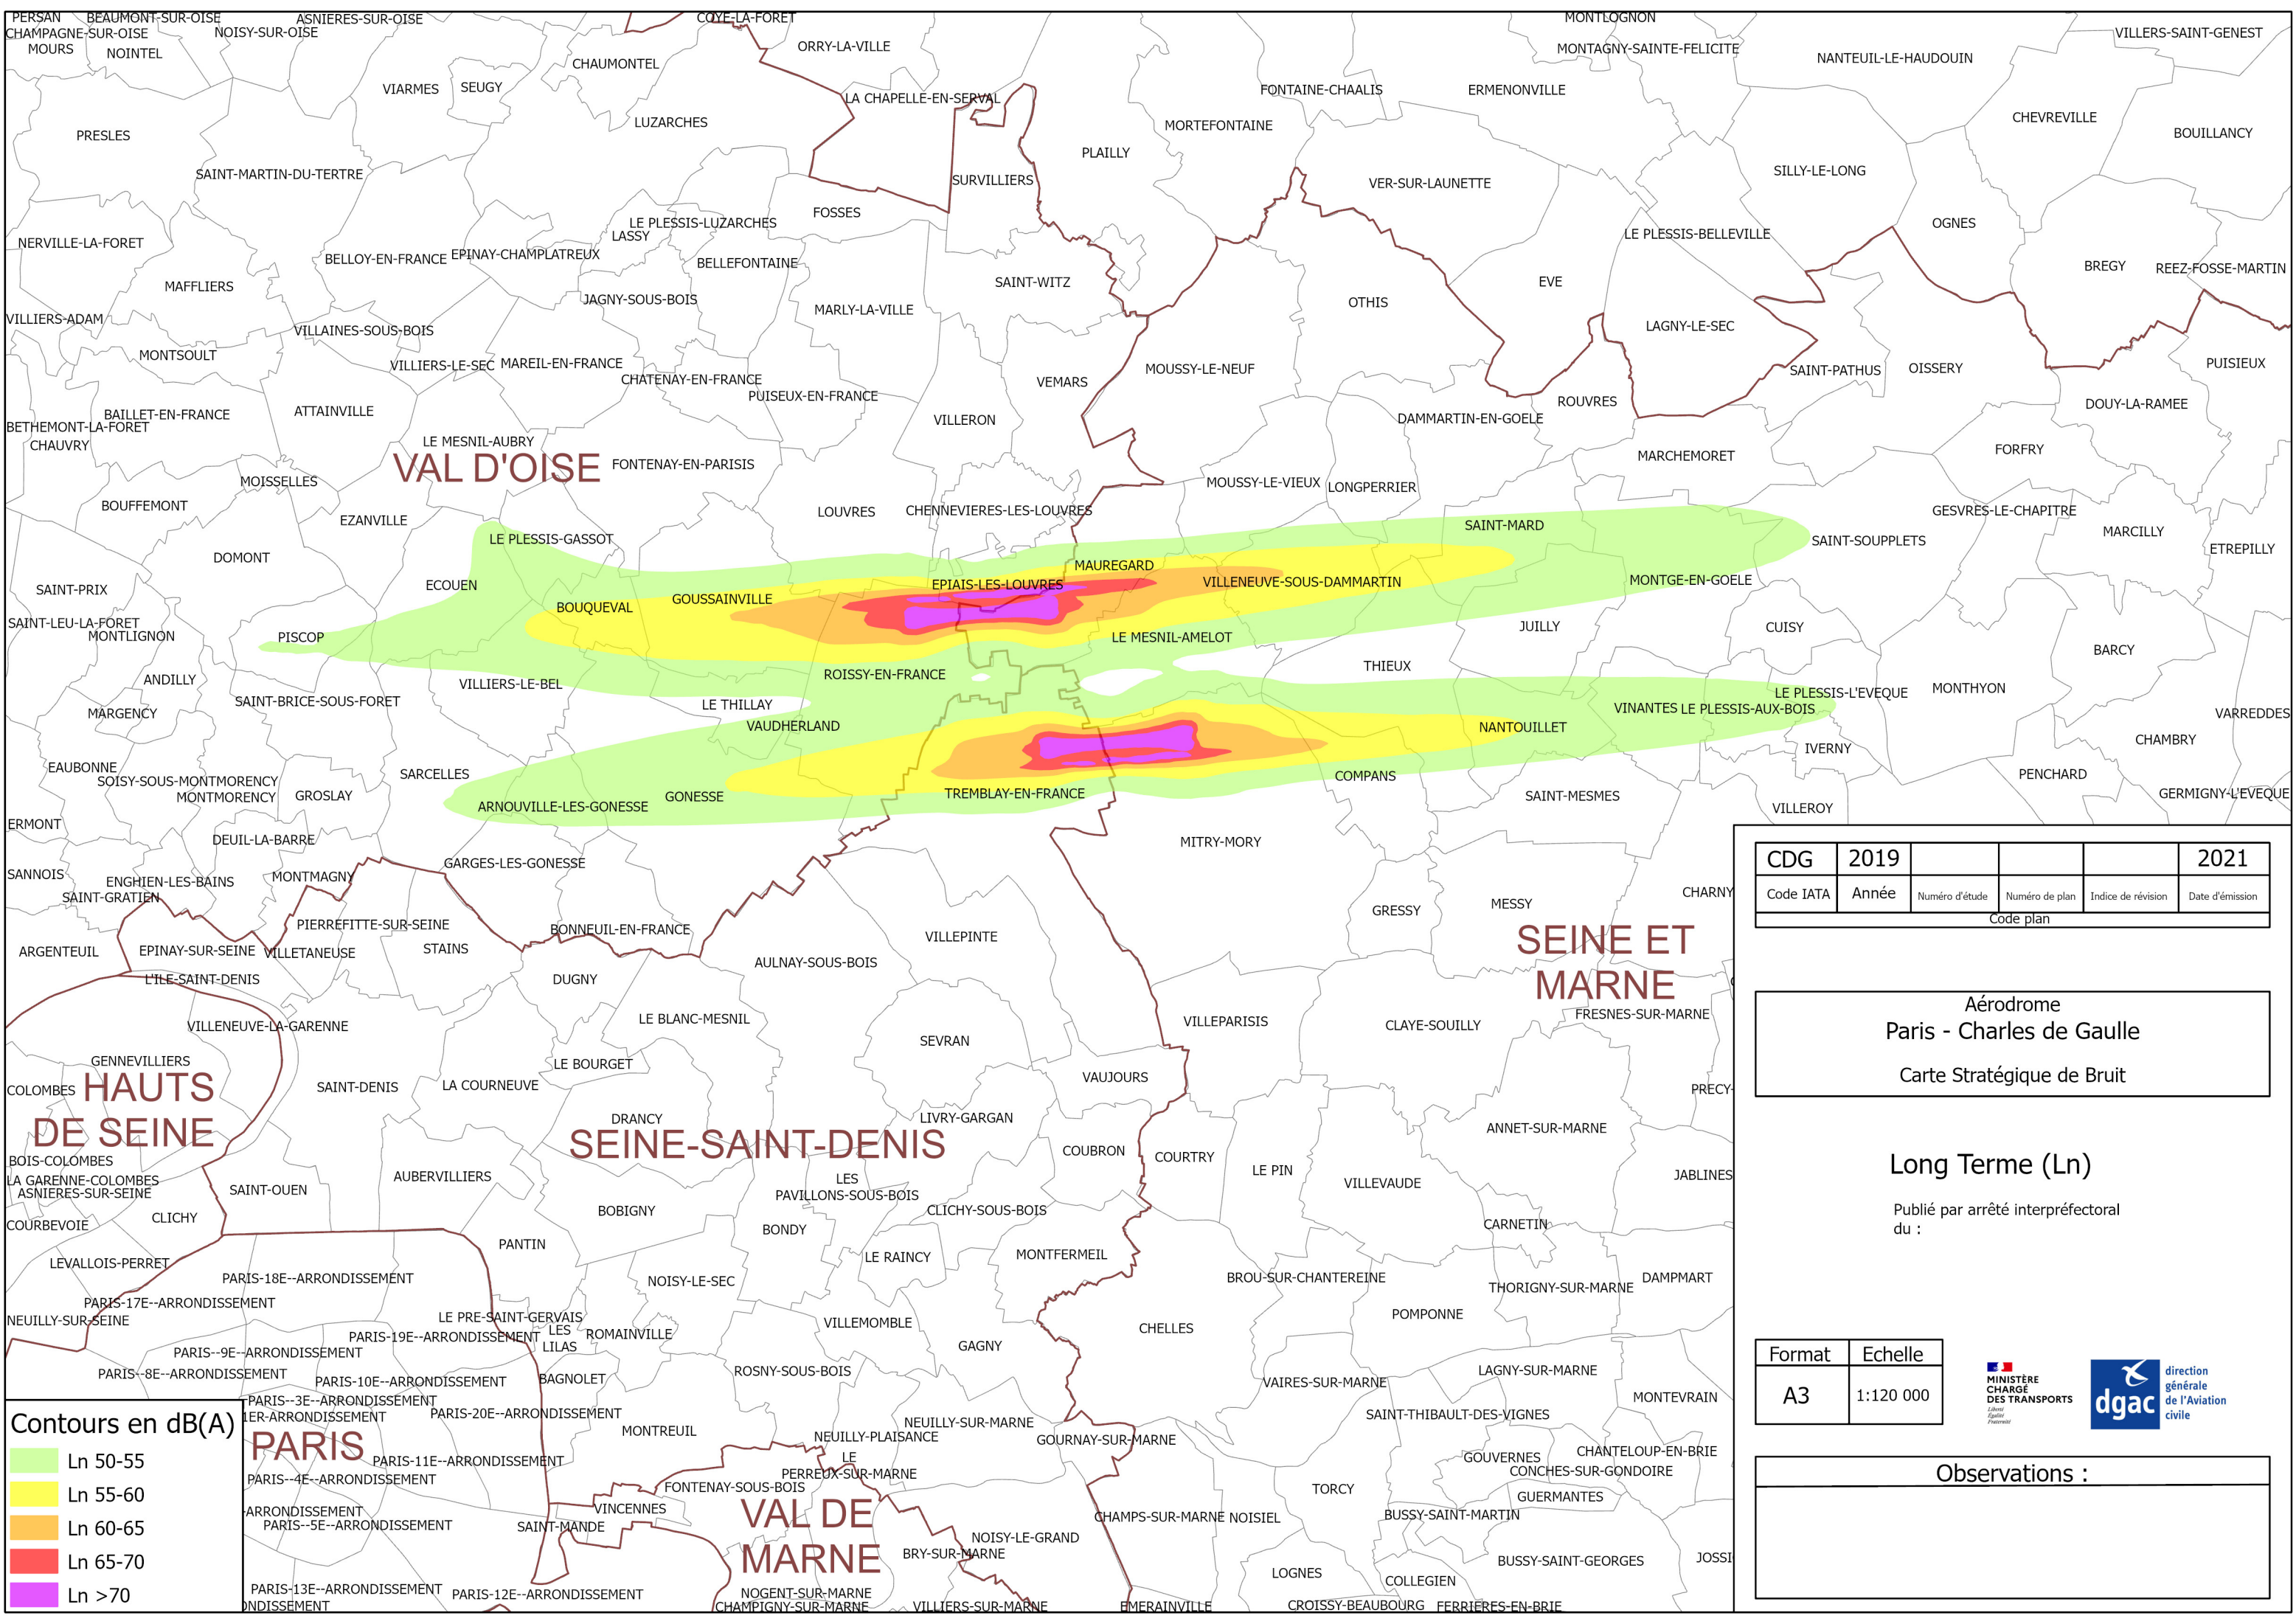 PERSAN
BEAUMONT-SUR-OISE
ASNIERES-SUR-OISE
COYE-LA-FORET
MONTLOGNON
CHAMPAGNE-SUR-OISE
NOISY-SUR-OISE
VILLERS-SAINT-GENEST
MOURS
NOINTEL
ORRY-LA-VILLE
MONTAGNY-SAINTE-FELICITE
NANTEUIL-LE-HAUDOUIN
CHAUMONTEL
VIARMES
SEUGY
LA CHAPELLE-EN-SERVAL
FONTAINE-CHAALIS
ERMENONVILLE
LUZARCHES
MORTEFONTAINE
CHEVREVILLE
BOUILLANCY
PRESLES
PLAILLY
SAINT-MARTIN-DU-TERTRE
SURVILLIERS
VER-SUR-LAUNETTE
SILLY-LE-LONG
FOSSES
LE PLESSIS-LUZARCHES
LASSY
OGNES
LE PLESSIS-BELLEVILLE
NERVILLE-LA-FORET
BELLOY-EN-FRANCE
EPINAY-CHAMPLATREUX
BELLEFONTAINE
BREGY
REEZ-FOSSE-MARTIN
MAFFLIERS
SAINT-WITZ
EVE
JAGNY-SOUS-BOIS
MARLY-LA-VILLE
OTHIS
VILLIERS-ADAM
VILLAINES-SOUS-BOIS
LAGNY-LE-SEC
MONTSOULT
VILLIERS-LE-SEC
MAREIL-EN-FRANCE
MOUSSY-LE-NEUF
SAINT-PATHUS
OISSERY
PUISIEUX
CHATENAY-EN-FRANCE
VEMARS
PUISEUX-EN-FRANCE
ROUVRES
DOUY-LA-RAMEE
BAILLET-EN-FRANCE
ATTAINVILLE
VILLERON
DAMMARTIN-EN-GOELE
BETHEMONT-LA-FORET
CHAUVRY
LE MESNIL-AUBRY
FORFRY
VAL D'OISE
FONTENAY-EN-PARISIS
MARCHEMORET
MOISSELLES
MOUSSY-LE-VIEUX
LONGPERRIER
BOUFFEMONT
LOUVRES
CHENNEVIERES-LES-LOUVRES
GESVRES-LE-CHAPITRE
EZANVILLE
SAINT-MARD
MARCILLY
LE PLESSIS-GASSOT
SAINT-SOUPPLETS
ETREPILLY
DOMONT
MAUREGARD
SAINT-PRIX
ECOUEN
EPIAIS-LES-LOUVRES
VILLENEUVE-SOUS-DAMMARTIN
MONTGE-EN-GOELE
BOUQUEVAL
GOUSSAINVILLE
SAINT-LEU-LA-FORET
MONTLIGNON
PISCOP
LE MESNIL-AMELOT
JUILLY
CUISY
BARCY
THIEUX
ANDILLY
VILLIERS-LE-BEL
ROISSY-EN-FRANCE
MONTHYON
SAINT-BRICE-SOUS-FORET
LE THILLAY
LE PLESSIS-L'EVEQUE
MARGENCY
VAUDHERLAND
VINANTES
LE PLESSIS-AUX-BOIS
VARREDDES
NANTOUILLET
CHAMBRY
IVERNY
EAUBONNE
SARCELLES
COMPANS
PENCHARD
SOISY-SOUS-MONTMORENCY
MONTMORENCY
GROSLAY
ARNOUVILLE-LES-GONESSE
GONESSE
TREMBLAY-EN-FRANCE
SAINT-MESMES
VILLEROY
GERMIGNY-L'EVEQUE
ERMONT
DEUIL-LA-BARRE
MITRY-MORY
GARGES-LES-GONESSE
SANNOIS
ENGHIEN-LES-BAINS
MONTMAGNY
SAINT-GRATIEN
CHARNY
PIERREFITTE-SUR-SEINE
BONNEUIL-EN-FRANCE
GRESSY
MESSY
ARGENTEUIL
EPINAY-SUR-SEINE
VILLETANEUSE
STAINS
VILLEPINTE
SEINE ET
MARNE
L'ILE-SAINT-DENIS
DUGNY
AULNAY-SOUS-BOIS
VILLENEUVE-LA-GARENNE
LE BLANC-MESNIL
VILLEPARISIS
CLAYE-SOUILLY
FRESNES-SUR-MARNE
SEVRAN
GENNEVILLIERS
LE BOURGET
COLOMBES
HAUTS
DE SEINE
SAINT-DENIS
LA COURNEUVE
VAUJOURS
PRECY-
DRANCY
LIVRY-GARGAN
SEINE-SAINT-DENIS
ANNET-SUR-MARNE
BOIS-COLOMBES
COUBRON
COURTRY
LE PIN
LA GARENNE-COLOMBES
ASNIERES-SUR-SEINE
SAINT-OUEN
AUBERVILLIERS
LES
PAVILLONS-SOUS-BOIS
VILLEVAUDE
JABLINES
COURBEVOIE
CLICHY
BOBIGNY
BONDY
CLICHY-SOUS-BOIS
CARNETIN
PANTIN
LE RAINCY
MONTFERMEIL
LEVALLOIS-PERRET
PARIS-18E--ARRONDISSEMENT
NOISY-LE-SEC
BROU-SUR-CHANTEREINE
THORIGNY-SUR-MARNE
DAMPMART
PARIS-17E--ARRONDISSEMENT
NEUILLY-SUR-SEINE
LE PRE-SAINT-GERVAIS
PARIS-19E--ARRONDISSEMENT
LES
LILAS
ROMAINVILLE
VILLEMOMBLE
CHELLES
POMPONNE
PARIS--9E--ARRONDISSEMENT
GAGNY
PARIS--8E--ARRONDISSEMENT
PARIS-10E--ARRONDISSEMENT
BAGNOLET
ROSNY-SOUS-BOIS
VAIRES-SUR-MARNE
LAGNY-SUR-MARNE
MONTEVRAIN
PARIS--3E--ARRONDISSEMENT
1ER-ARRONDISSEMENT
PARIS-20E--ARRONDISSEMENT
MONTREUIL
NEUILLY-SUR-MARNE
NEUILLY-PLAISANCE
GOURNAY-SUR-MARNE
SAINT-THIBAULT-DES-VIGNES
PARIS
PARIS-11E--ARRONDISSEMENT
LE
PERREUX-SUR-MARNE
GOUVERNES
CHANTELOUP-EN-BRIE
CONCHES-SUR-GONDOIRE
PARIS--4E--ARRONDISSEMENT
FONTENAY-SOUS-BOIS
TORCY
GUERMANTES
-ARRONDISSEMENT
PARIS--5E--ARRONDISSEMENT
VINCENNES
SAINT-MANDE
VAL DE
MARNE
CHAMPS-SUR-MARNE
NOISIEL
BUSSY-SAINT-MARTIN
NOISY-LE-GRAND
BRY-SUR-MARNE
BUSSY-SAINT-GEORGES
JOSSI
LOGNES
COLLEGIEN
PARIS-13E--ARRONDISSEMENT
PARIS-12E--ARRONDISSEMENT
NOGENT-SUR-MARNE
CHAMPIGNY-SUR-MARNE
VILLIERS-SUR-MARNE
EMERAINVILLE
CROISSY-BEAUBOURG
FERRIERES-EN-BRIE
ONDISSEMENT
Contours en dB(A)
Ln 50-55
Ln 55-60
Ln 60-65
Ln 65-70
Ln >70
CDG 2019 2021
Code IATA Année Numéro d'étude Numéro de plan Indice de révision Date d'émission
Code plan
Aérodrome
Paris - Charles de Gaulle
Carte Stratégique de Bruit
Long Terme (Ln)
Publié par arrêté interpréfectoral
du :
Format Echelle
A3 1:120 000
MINISTÈRE
CHARGÉ
DES TRANSPORTS
Liberté
Égalité
Fraternité
dgac
direction
générale
de l'Aviation
civile
Observations :